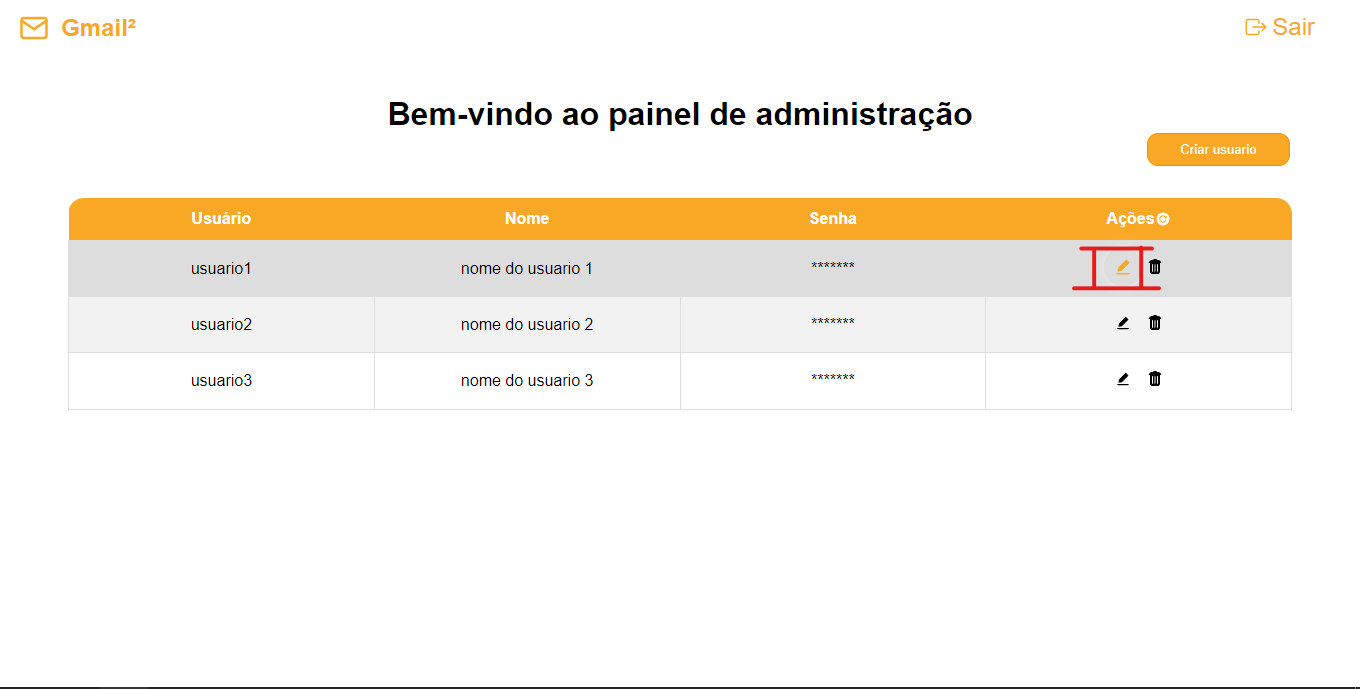 Gmail²
Sair
Bem-vindo ao painel de administração
Criar usuario
Usuário Nome Senha Ações
usuario1 nome do usuario 1 *******
usuario2 nome do usuario 2 *******
usuario3 nome do usuario 3 *******